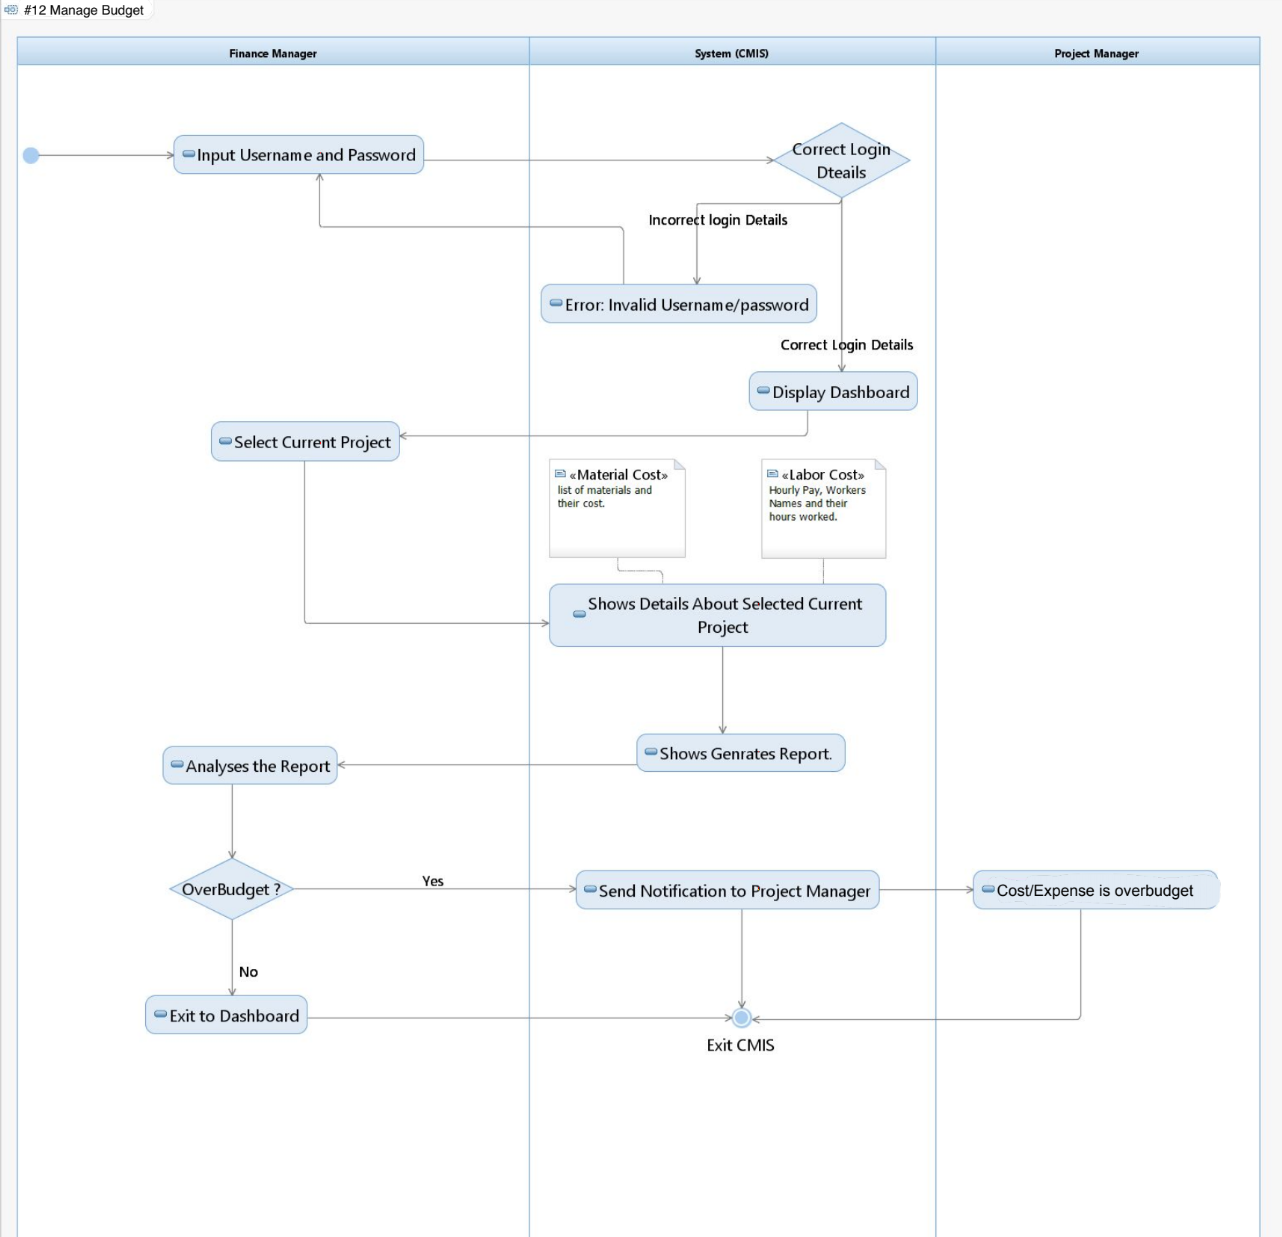 #12 Manage Budget
Finance Manager
System (CMIS)
Project Manager
Input Username and Password
Correct Login
Dteails
Incorrect login Details
Error: Invalid Username/password
Correct Login Details
Display Dashboard
Select Current Project
«Material Cost»
list of materials and
their cost.
«Labor Cost»
Hourly Pay, Workers
Names and their
hours worked.
Shows Details About Selected Current
Project
Shows Genrates Report.
Analyses the Report
OverBudget ?
Yes
Send Notification to Project Manager
Cost/Expense is overbudget
No
Exit to Dashboard
Exit CMIS